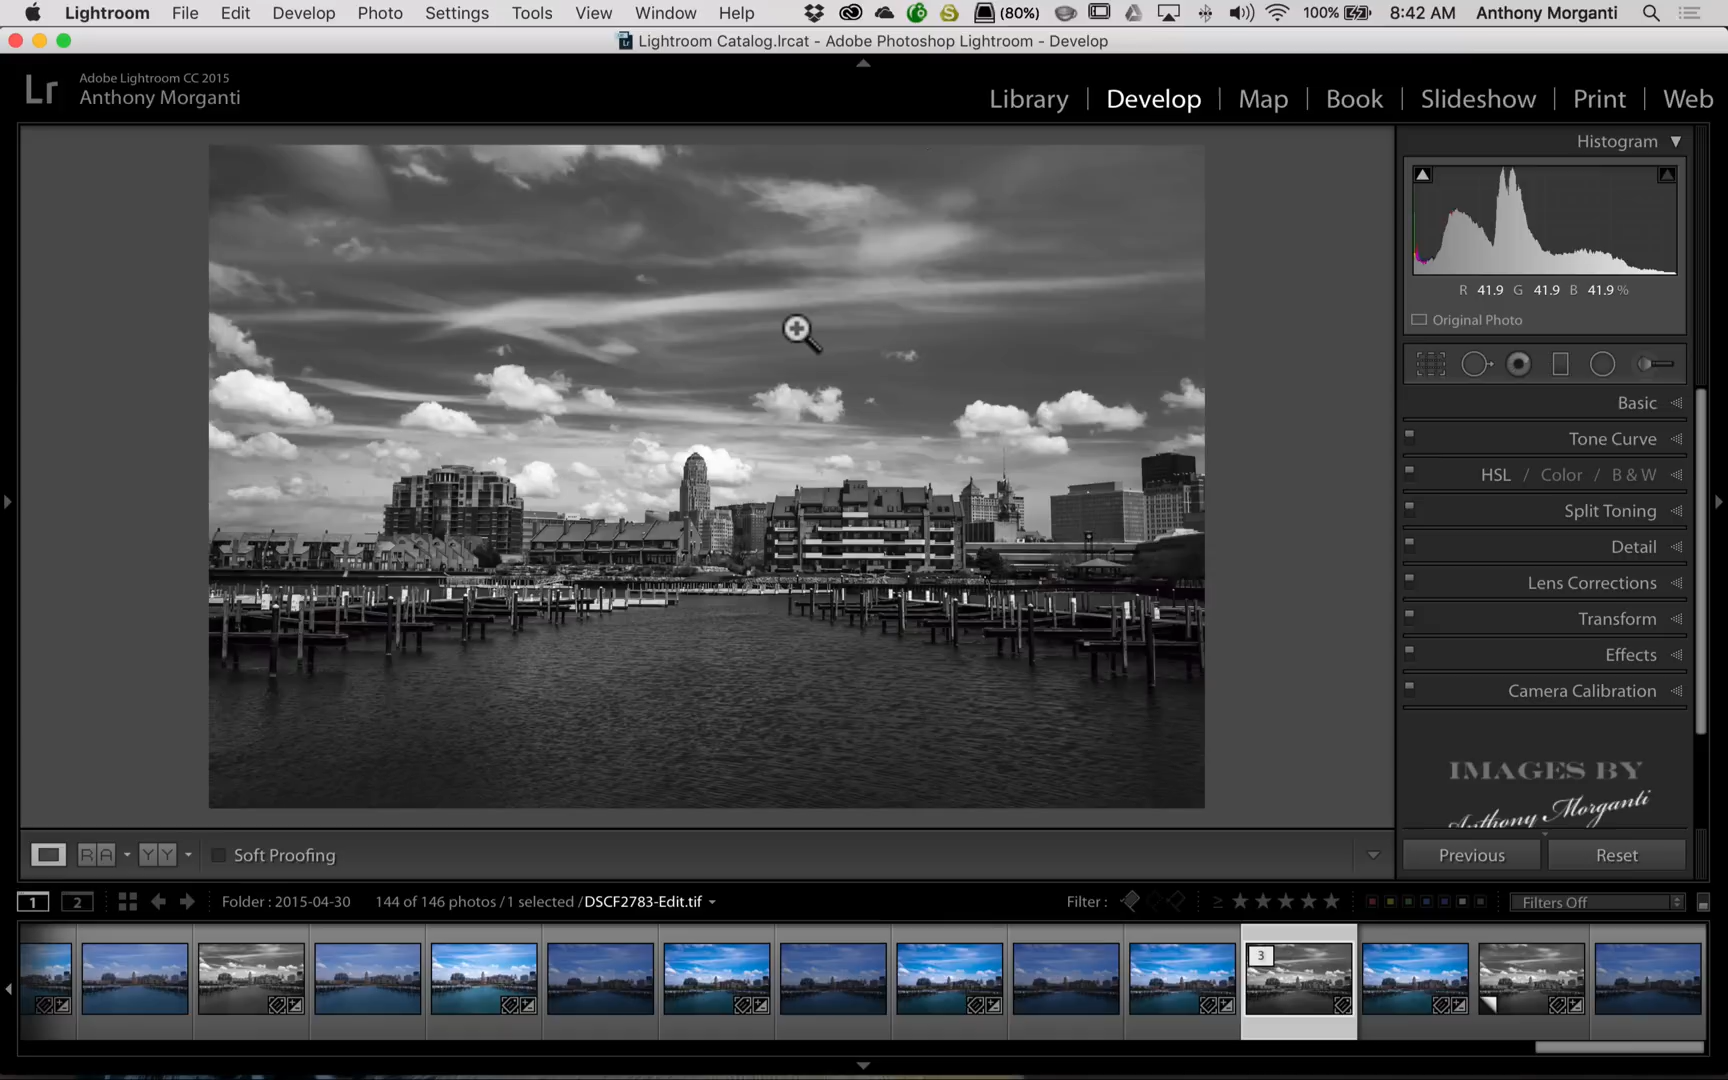 Lightroom File Edit Develop Photo Settings Tools View Window Help (80%) 100% 8:42 AM Anthony Morganti
Lightroom Catalog.lrcat - Adobe Photoshop Lightroom - Develop
Lr
Adobe Lightroom CC 2015
Anthony Morganti
Library | Develop | Map | Book | Slideshow | Print | Web
Histogram
R 41.9 G 41.9 B 41.9 %
Original Photo
Basic
Tone Curve
HSL / Color / B & W
Split Toning
Detail
Lens Corrections
Transform
Effects
Camera Calibration
IMAGES BY
Anthony Morganti
Previous Reset
R A Y Y Soft Proofing
1 2 Folder : 2015-04-30 144 of 146 photos / 1 selected / DSCF2783-Edit.tif Filter : ≥ ★★★★★ Filters Off
3